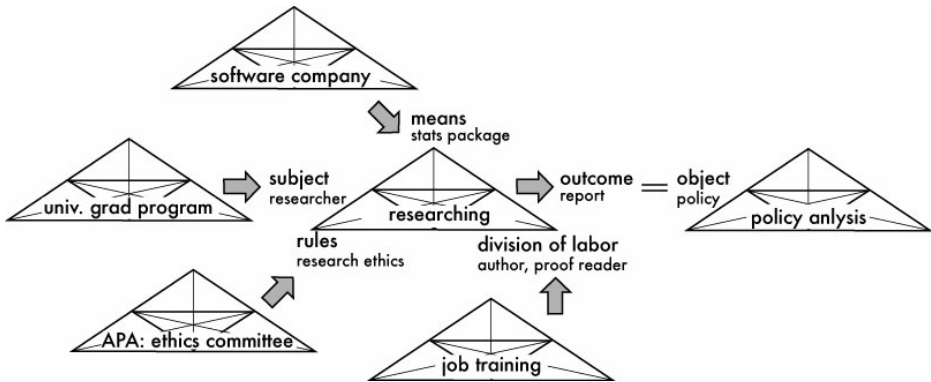 software company
means
stats package
univ. grad program
subject
researcher
researching
outcome = object
report
policy
policy anlysis
rules
research ethics
division of labor
author, proof reader
APA: ethics committee
job training